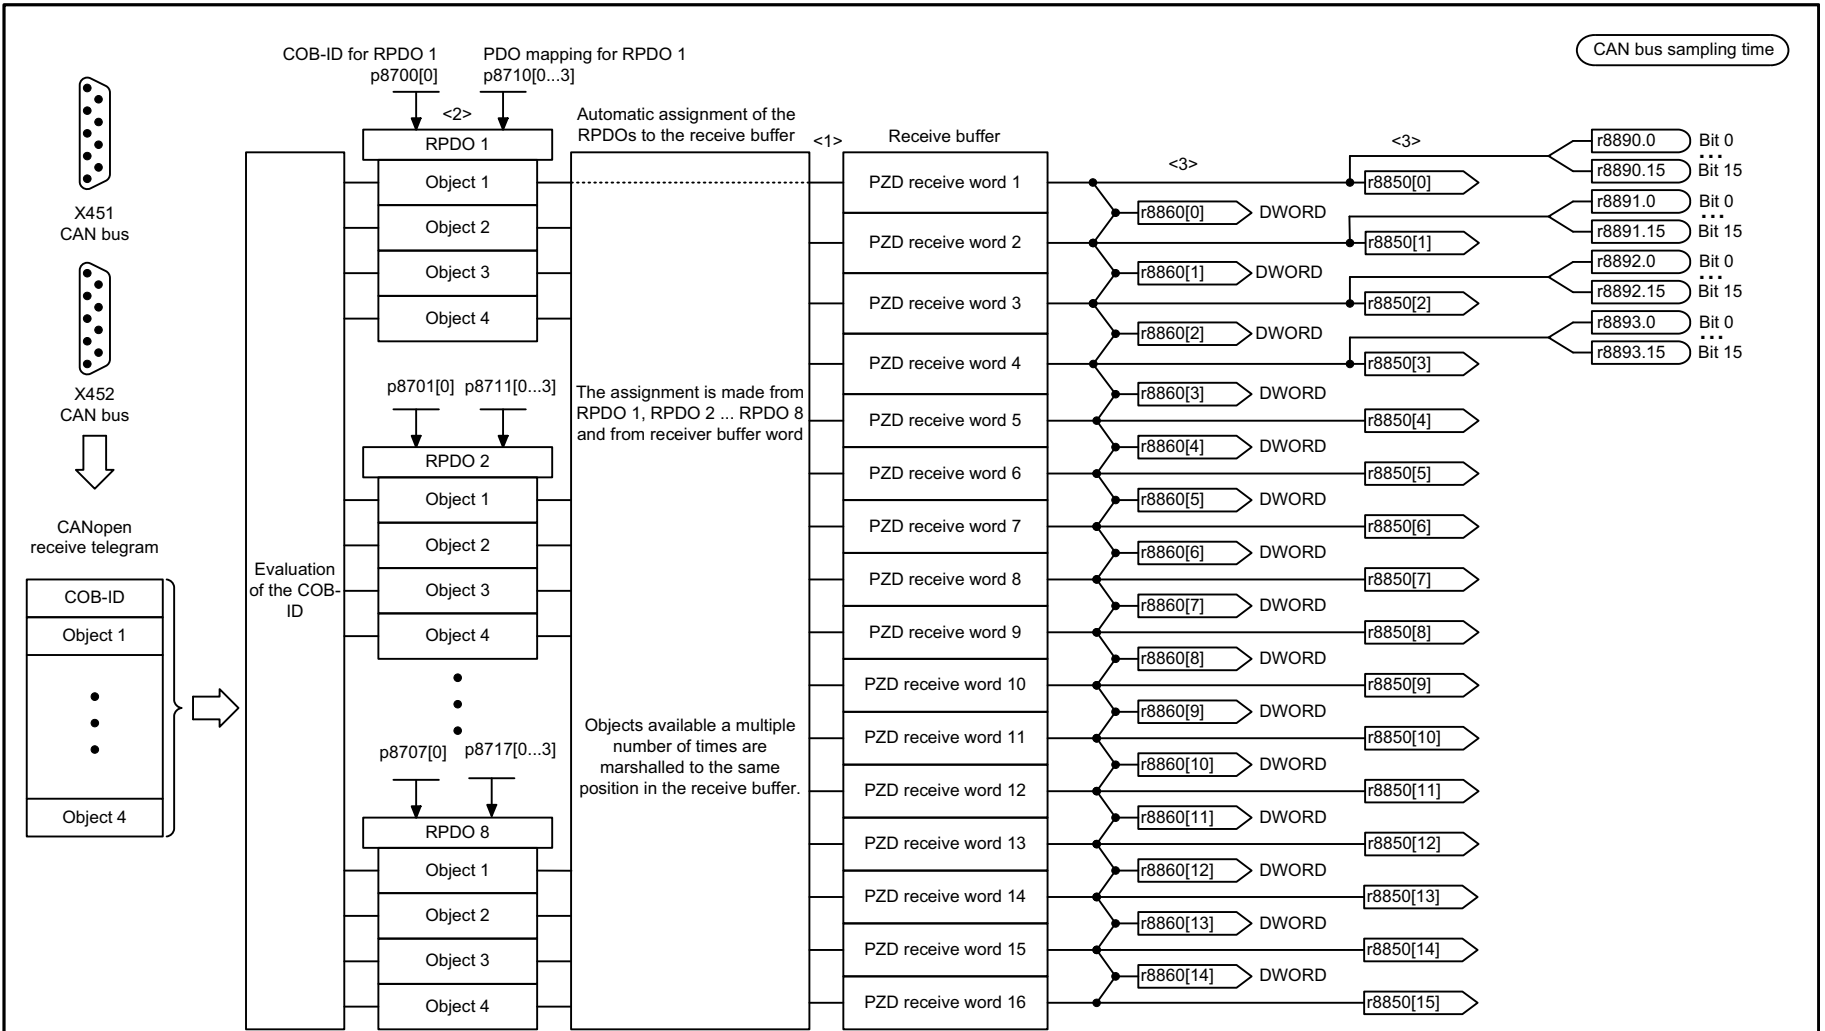 COB-ID for RPDO 1
p8700[0]
PDO mapping for RPDO 1
p8710[0...3]
CAN bus sampling time
X451
CAN bus
X452
CAN bus
CANopen
receive telegram
COB-ID
Object 1
Object 4
Evaluation
of the COB-
ID
<2>
RPDO 1
Object 1
Object 2
Object 3
Object 4
p8701[0]
p8711[0...3]
RPDO 2
Object 1
Object 2
Object 3
Object 4
p8707[0]
p8717[0...3]
RPDO 8
Object 1
Object 2
Object 3
Object 4
Automatic assignment of the
RPDOs to the receive buffer
The assignment is made from
RPDO 1, RPDO 2 ... RPDO 8
and from receiver buffer word
Objects available a multiple
number of times are
marshalled to the same
position in the receive buffer.
<1>
Receive buffer
PZD receive word 1
PZD receive word 2
PZD receive word 3
PZD receive word 4
PZD receive word 5
PZD receive word 6
PZD receive word 7
PZD receive word 8
PZD receive word 9
PZD receive word 10
PZD receive word 11
PZD receive word 12
PZD receive word 13
PZD receive word 14
PZD receive word 15
PZD receive word 16
<3>
r8860[0] DWORD
r8860[1] DWORD
r8860[2] DWORD
r8860[3] DWORD
r8860[4] DWORD
r8860[5] DWORD
r8860[6] DWORD
r8860[7] DWORD
r8860[8] DWORD
r8860[9] DWORD
r8860[10] DWORD
r8860[11] DWORD
r8860[12] DWORD
r8860[13] DWORD
r8860[14] DWORD
<3>
r8850[0]
r8850[1]
r8850[2]
r8850[3]
r8850[4]
r8850[5]
r8850[6]
r8850[7]
r8850[8]
r8850[9]
r8850[10]
r8850[11]
r8850[12]
r8850[13]
r8850[14]
r8850[15]
r8890.0 Bit 0
...
r8890.15 Bit 15
r8891.0 Bit 0
...
r8891.15 Bit 15
r8892.0 Bit 0
...
r8892.15 Bit 15
r8893.0 Bit 0
...
r8893.15 Bit 15